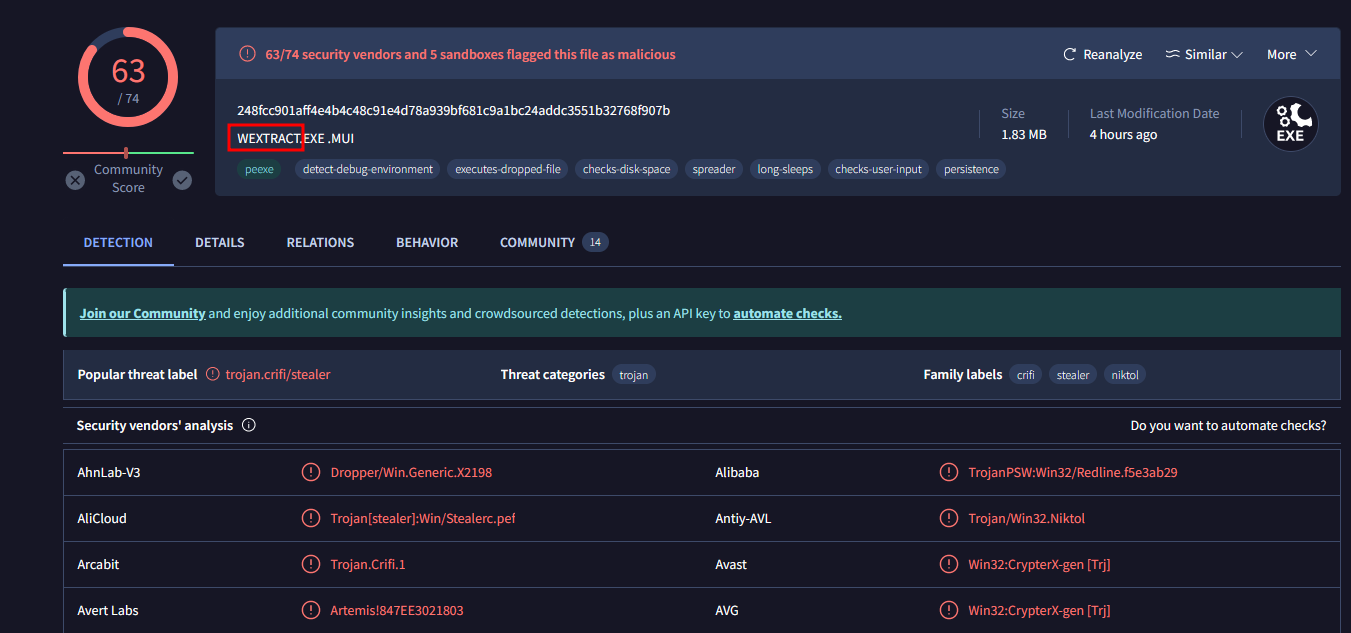 63
/ 74
Community
Score
63/74 security vendors and 5 sandboxes flagged this file as malicious
Reanalyze
Similar
More
248fcc901aff4e4b4c48c91e4d78a939bf681c9a1bc24addc3551b32768f907b
WEXTRACT.EXE .MUI
Size
1.83 MB
Last Modification Date
4 hours ago
EXE
peexe
detect-debug-environment
executes-dropped-file
checks-disk-space
spreader
long-sleeps
checks-user-input
persistence
DETECTION
DETAILS
RELATIONS
BEHAVIOR
COMMUNITY 14
Join our Community and enjoy additional community insights and crowdsourced detections, plus an API key to automate checks.
Popular threat label trojan.crifi/stealer
Threat categories trojan
Family labels crifi stealer niktol
Security vendors' analysis
Do you want to automate checks?
AhnLab-V3 Dropper/Win.Generic.X2198 Alibaba TrojanPSW:Win32/Redline.f5e3ab29
AliCloud Trojan[stealer]:Win/Stealerc.pef Antiy-AVL Trojan/Win32.Niktol
Arcabit Trojan.Crifi.1 Avast Win32:CrypterX-gen [Trj]
Avert Labs Artemis!847EE3021803 AVG Win32:CrypterX-gen [Trj]